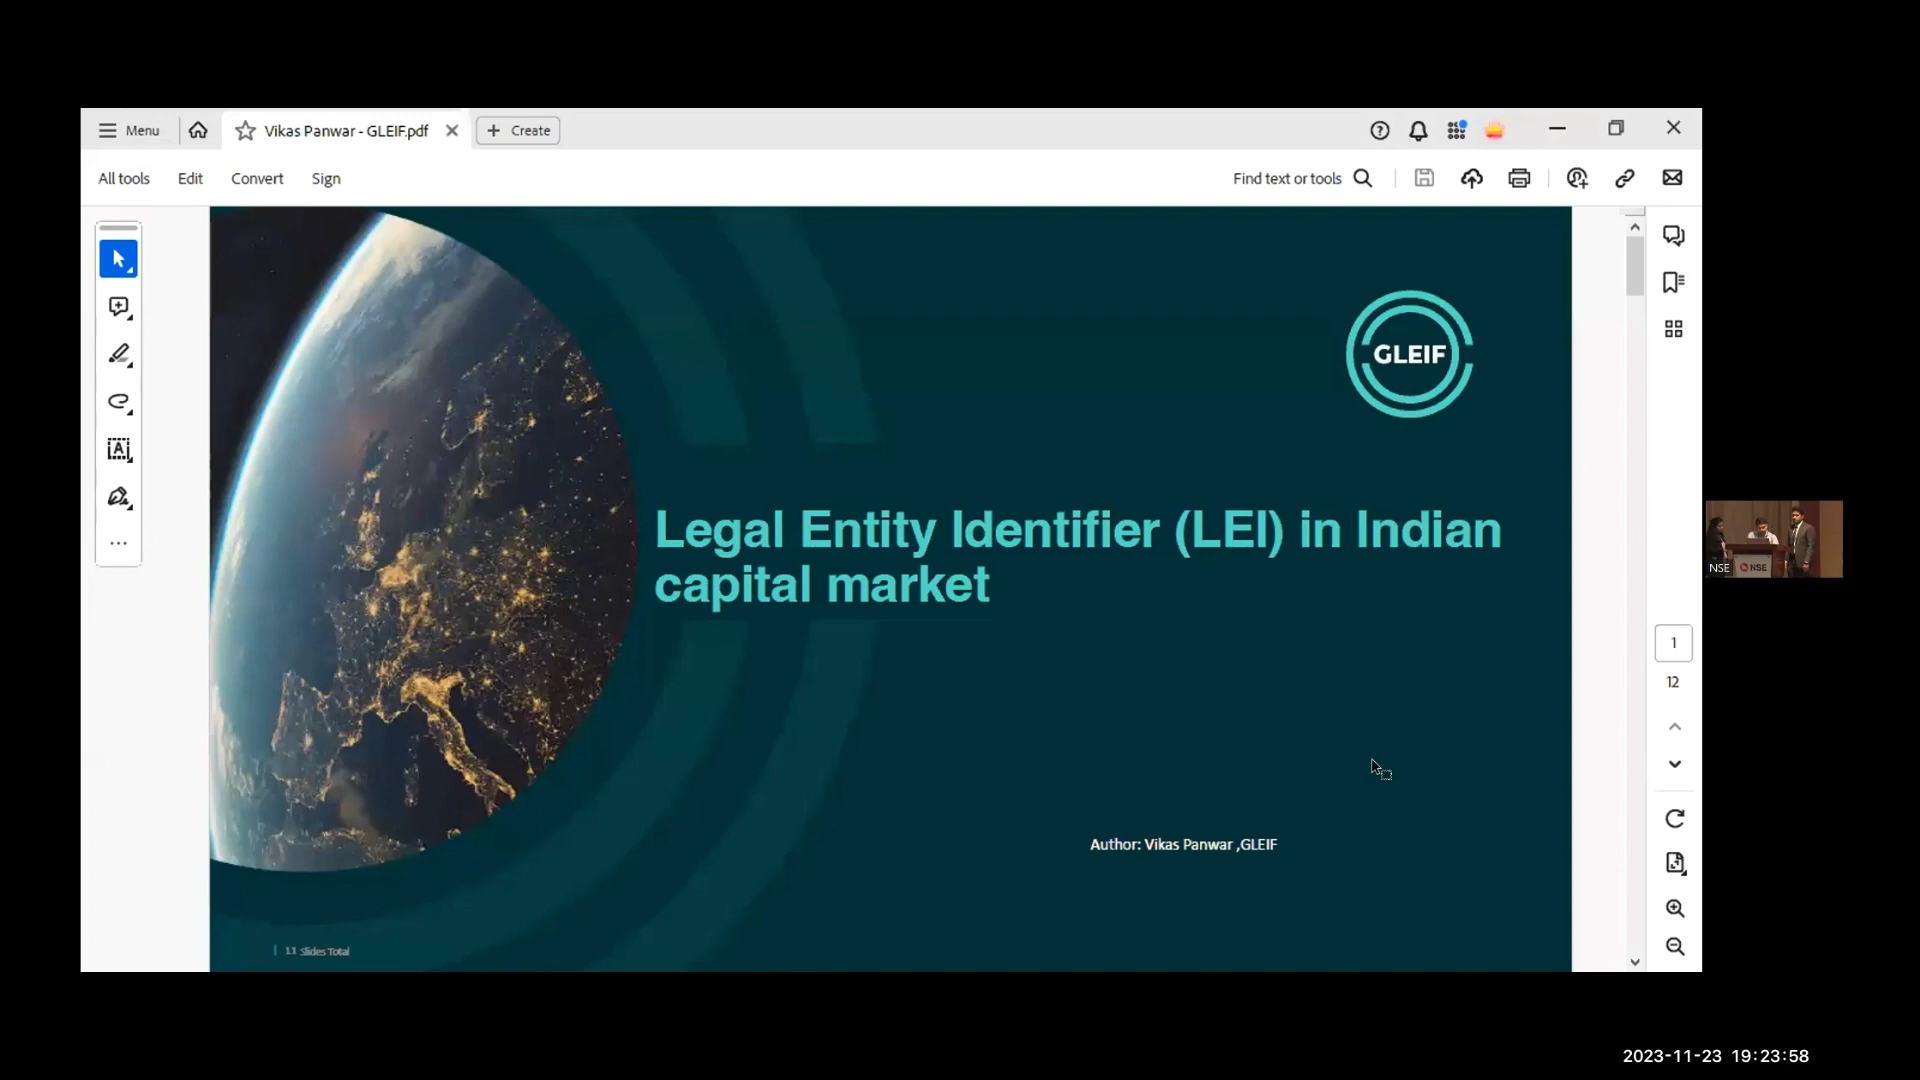 Menu
Vikas Panwar - GLEIF.pdf
Create
All tools
Edit
Convert
Sign
Find text or tools
GLEIF
Legal Entity Identifier (LEI) in Indian
capital market
NSE
NSE
1
12
Author: Vikas Panwar ,GLEIF
11 Slides Total
2023-11-23 19:23:58